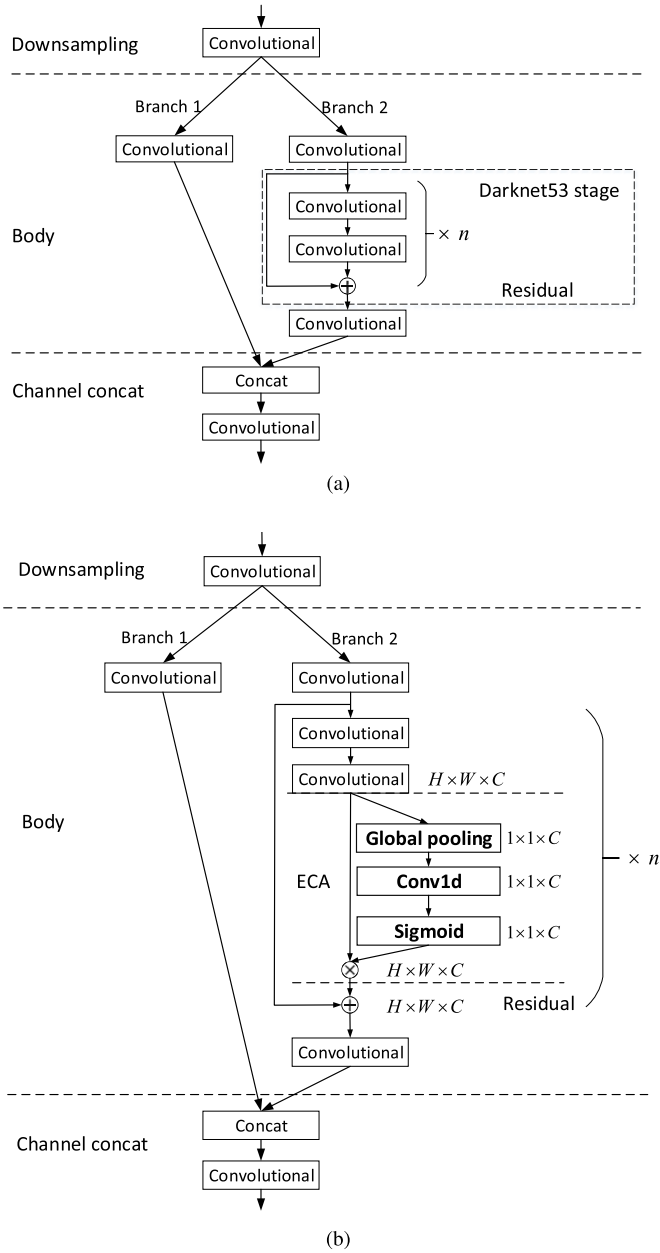 Downsampling
Convolutional
Branch 1
Branch 2
Convolutional
Convolutional
Darknet53 stage
Convolutional
Body
× n
Convolutional
+
Residual
Convolutional
Channel concat
Concat
Convolutional
(a)
Downsampling
Convolutional
Branch 1
Branch 2
Convolutional
Convolutional
Convolutional
Convolutional
H×W×C
Body
Global pooling
1×1×C
× n
ECA
Conv1d
1×1×C
Sigmoid
1×1×C
×
H×W×C
+
H×W×C
Residual
Convolutional
Channel concat
Concat
Convolutional
(b)